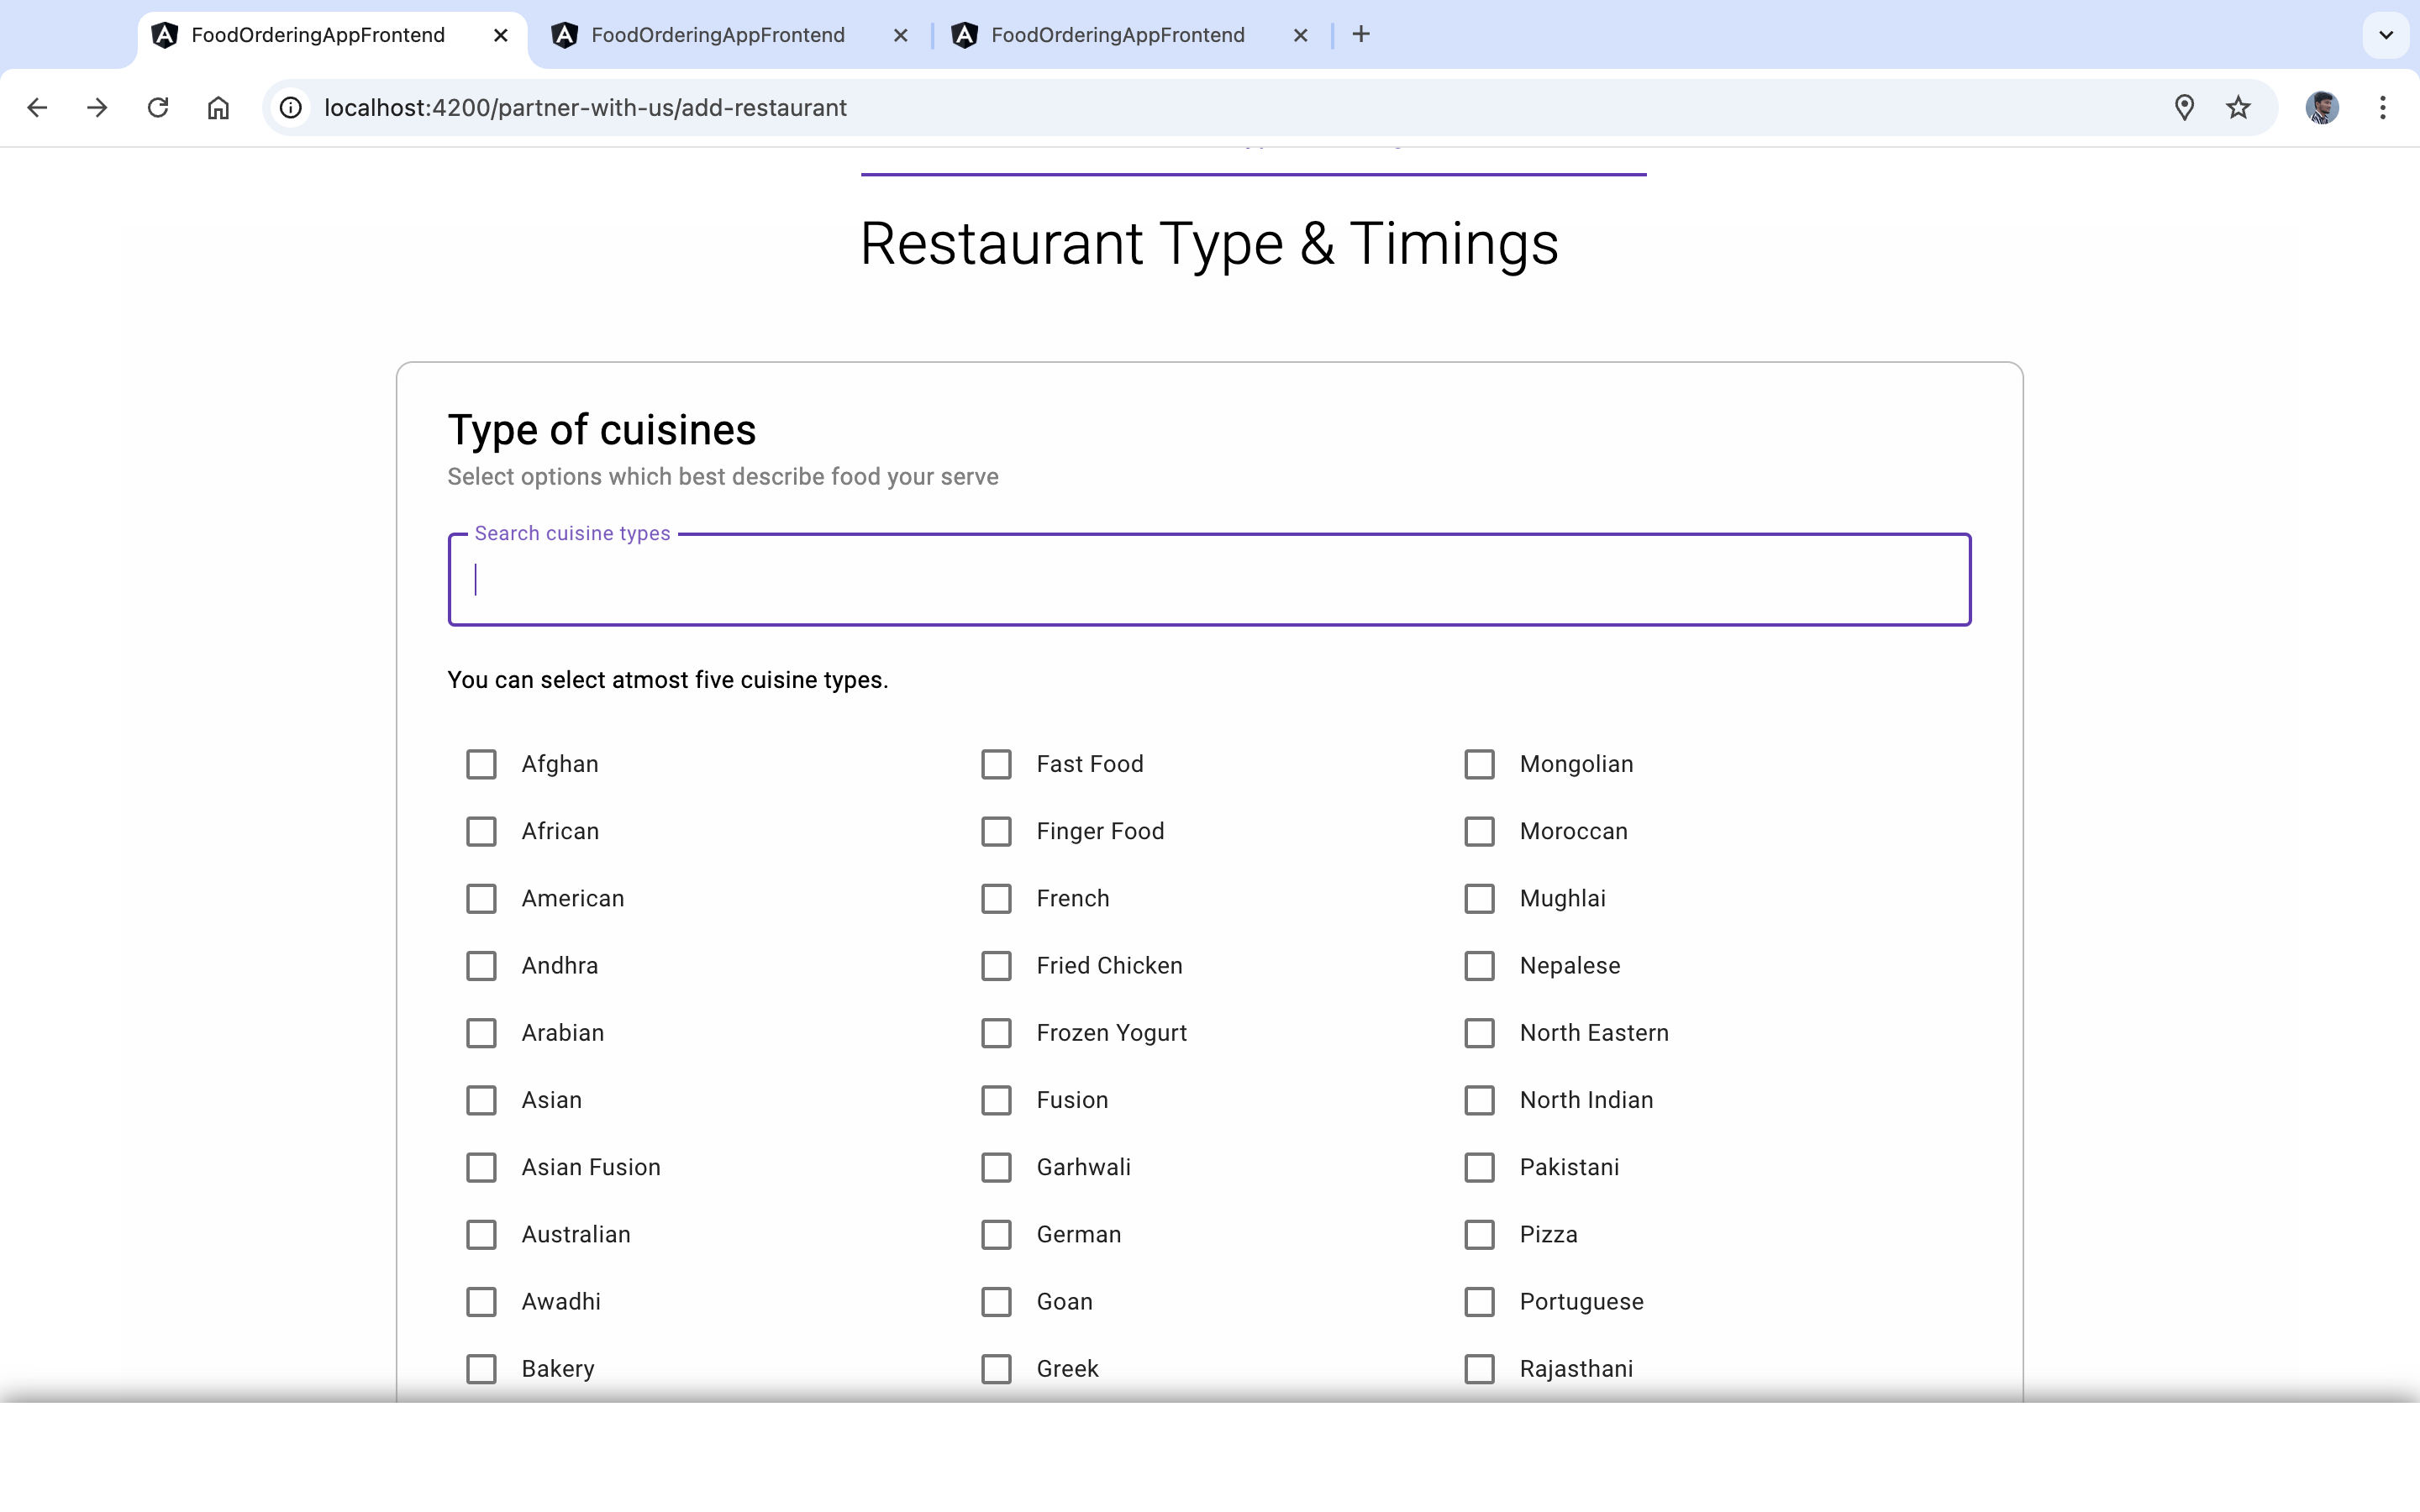 FoodOrderingAppFrontend
FoodOrderingAppFrontend
FoodOrderingAppFrontend
localhost:4200/partner-with-us/add-restaurant
Restaurant Type & Timings
Type of cuisines
Select options which best describe food your serve
Search cuisine types
You can select atmost five cuisine types.
Afghan Fast Food Mongolian
African Finger Food Moroccan
American French Mughlai
Andhra Fried Chicken Nepalese
Arabian Frozen Yogurt North Eastern
Asian Fusion North Indian
Asian Fusion Garhwali Pakistani
Australian German Pizza
Awadhi Goan Portuguese
Bakery Greek Rajasthani